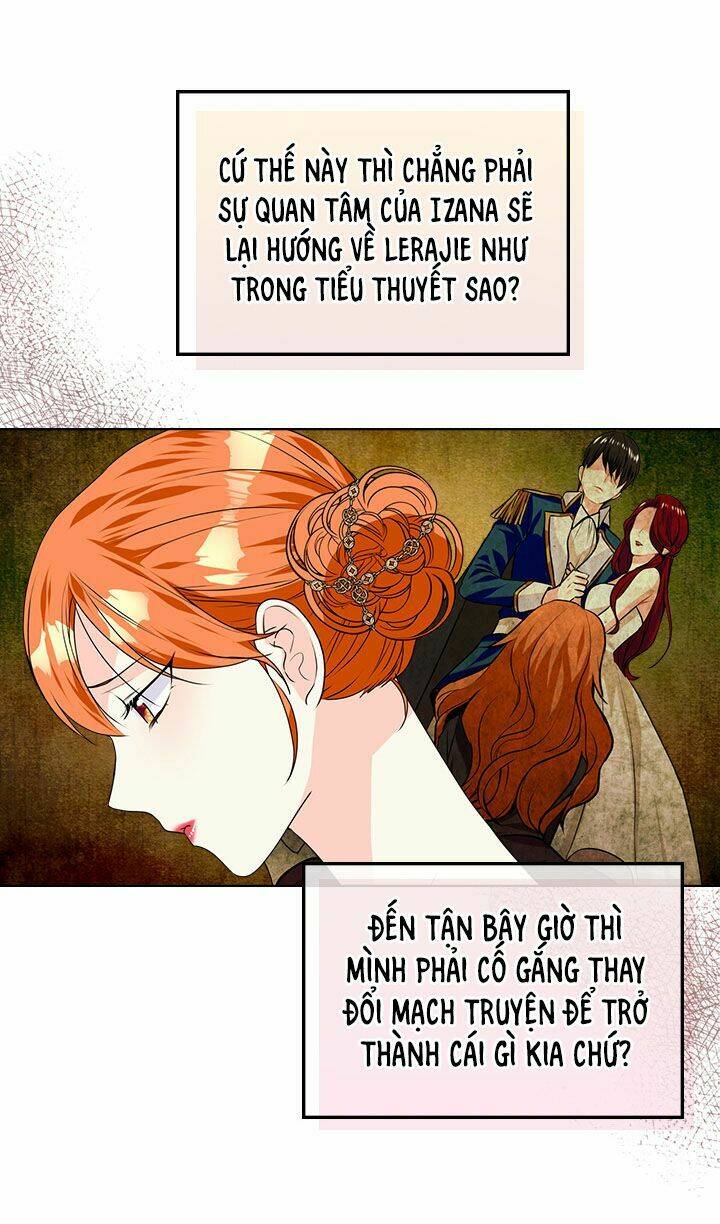 CỨ THẾ NÀY THÌ CHẲNG PHẢI
SỰ QUAN TÂM CỦA IZANA SẼ
LẠI HƯỚNG VỀ LERAJIE NHƯ
TRONG TIỂU THUYẾT SAO?
ĐẾN TẬN BÂY GIỜ THÌ
MÌNH PHẢI CỐ GẮNG THAY
ĐỔI MẠCH TRUYỆN ĐỂ TRỞ
THÀNH CÁI GÌ KIA CHỨ?